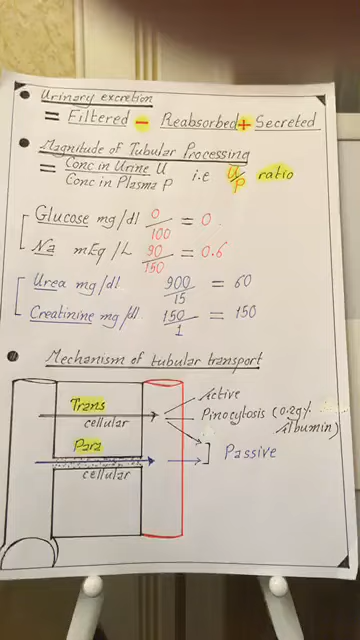 Urinary excretion
= Filtered - Reabsorbed + Secreted
Magnitude of Tubular Processing
= Conc in Urine U / Conc in Plasma P i.e U/P ratio
Glucose mg/dl 0/100 = 0.
Na mEq/L 90/150 = 0.6
Urea mg/dl 900/15 = 60
Creatinine mg/dl 150/1 = 150
Mechanism of tubular transport
Trans
cellular
Active
Pinocytosis (0.2g%
Albumin)
Para
cellular
Passive